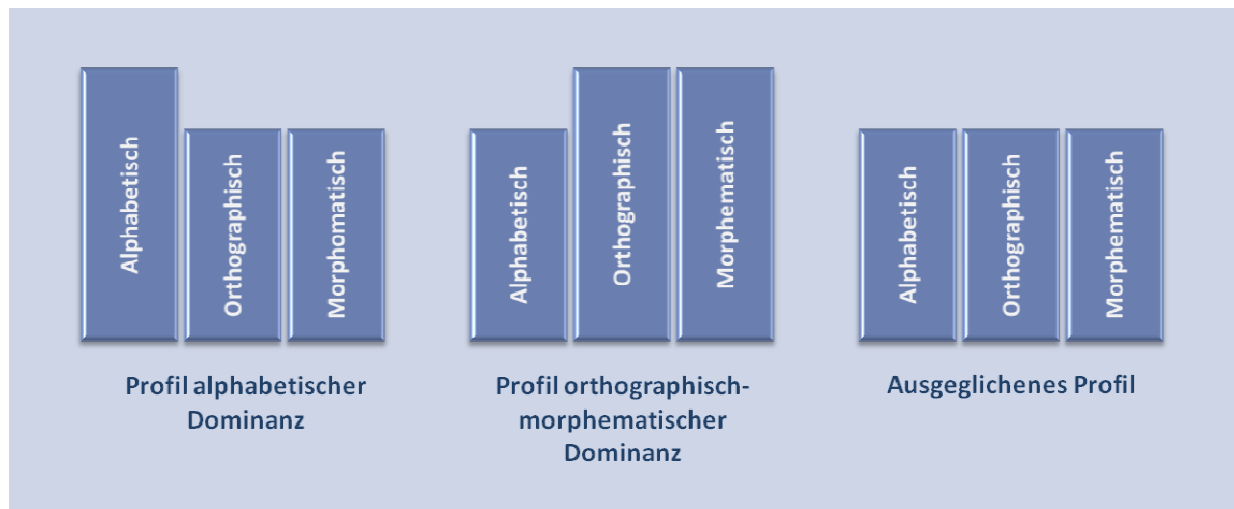 Alphabetisch
Orthographisch
Morphomatisch
Profil alphabetischer
Dominanz
Alphabetisch
Orthographisch
Morphematisch
Profil orthographisch-
morphematischer
Dominanz
Alphabetisch
Orthographisch
Morphematisch
Ausgeglichenes Profil